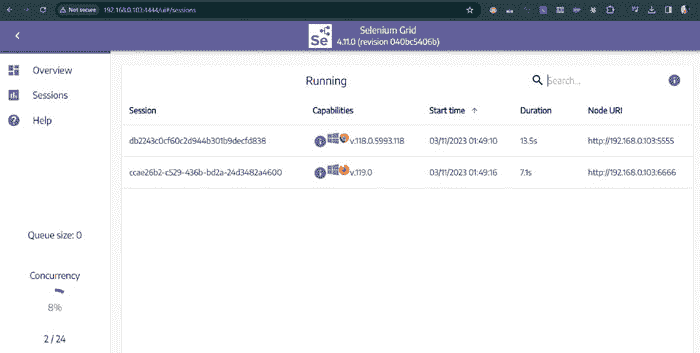 Not secure 192.168.0.103:4444/ui#/sessions
Se
Selenium Grid
4.11.0 (revision 040bc5406b)
Overview
Sessions
Help
Queue size: 0
Concurrency
8%
2 / 24
Running
Search...
Session Capabilities Start time Duration Node URI
db2243c0cf60c2d944b301b9decfd838 v.118.0.5993.118 03/11/2023 01:49:10 13.5s http://192.168.0.103:5555
ccae26b2-c529-436b-bd2a-24d3482a4600 v.119.0 03/11/2023 01:49:16 7.1s http://192.168.0.103:6666